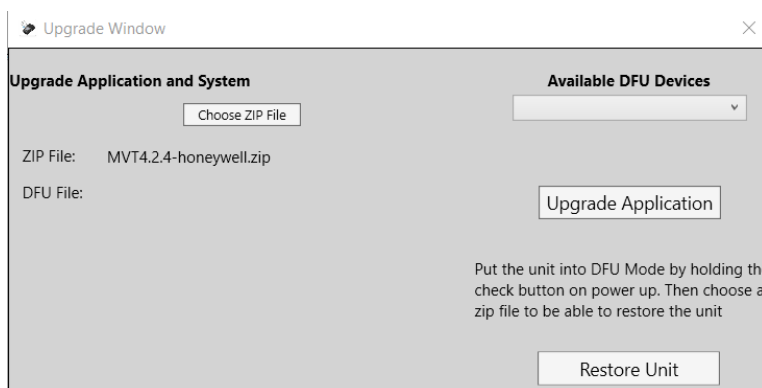 Upgrade Window
Upgrade Application and System
Choose ZIP File
ZIP File: MVT4.2.4-honeywell.zip
DFU File:
Available DFU Devices
Upgrade Application
Put the unit into DFU Mode by holding th
check button on power up. Then choose a
zip file to be able to restore the unit
Restore Unit